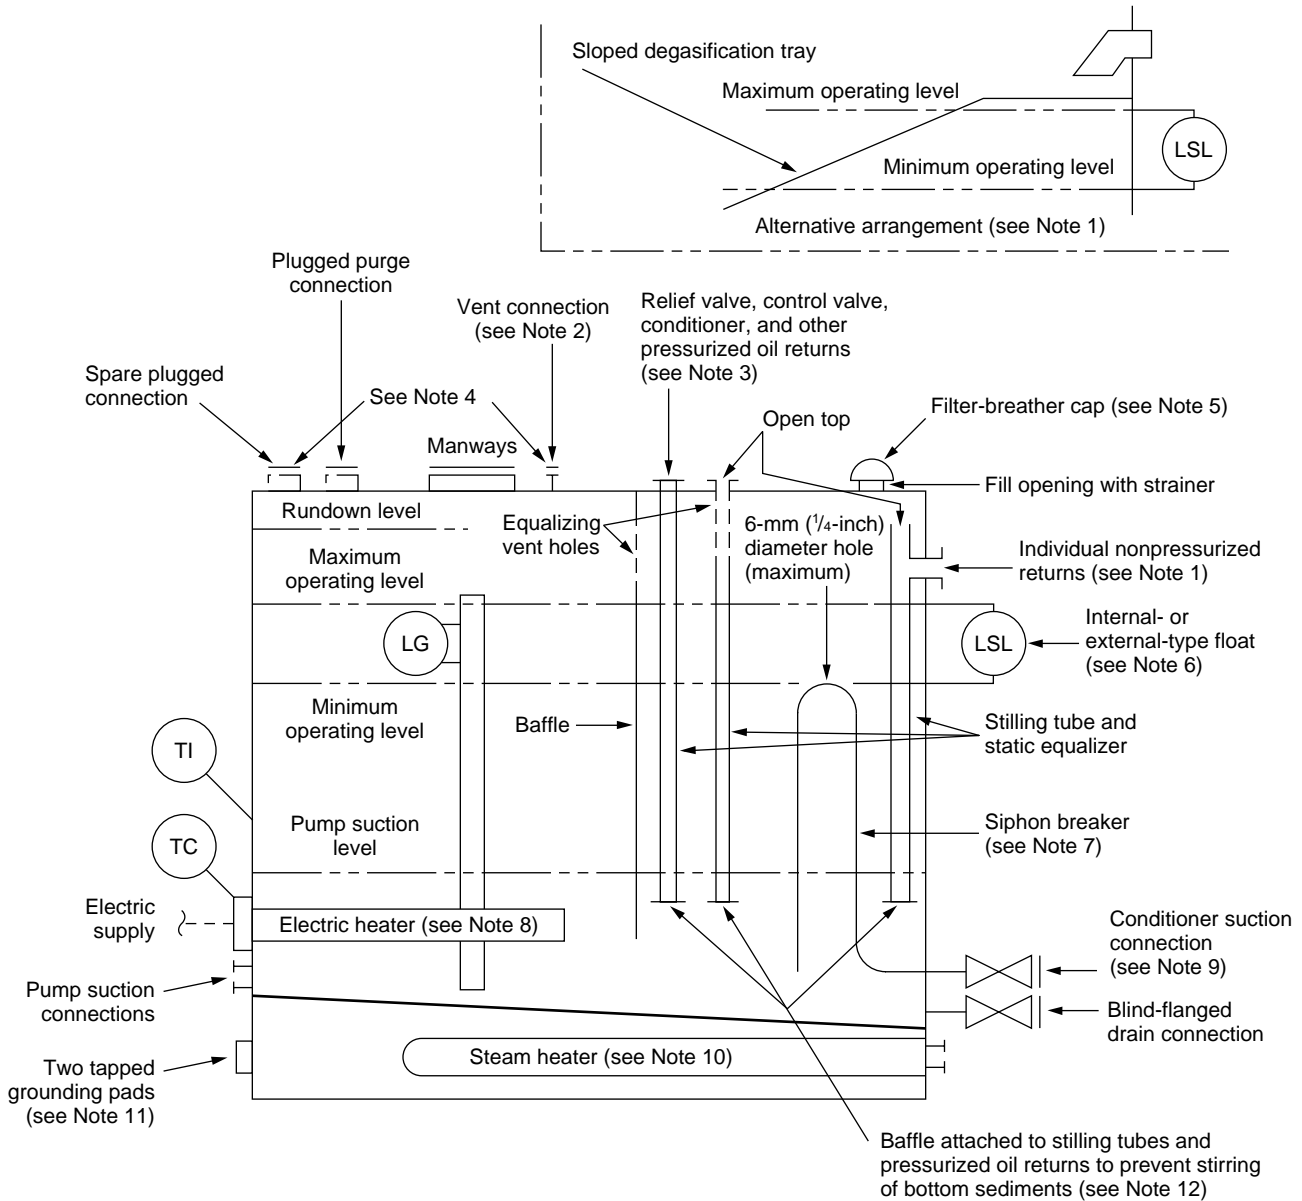 Sloped degasification tray
Maximum operating level
LSL
Minimum operating level
Alternative arrangement (see Note 1)
Plugged purge
connection
Vent connection
(see Note 2)
Relief valve, control valve,
conditioner, and other
pressurized oil returns
(see Note 3)
Spare plugged
connection
See Note 4
Manways
Open top
Filter-breather cap (see Note 5)
Fill opening with strainer
Rundown level
Equalizing
vent holes
6-mm (1/4-inch)
diameter hole
(maximum)
Maximum
operating level
Individual nonpressurized
returns (see Note 1)
LG
LSL
Internal- or
external-type float
(see Note 6)
Minimum
operating level
Baffle
Stilling tube and
static equalizer
TI
TC
Pump suction
level
Siphon breaker
(see Note 7)
Electric
supply
Electric heater (see Note 8)
Conditioner suction
connection
(see Note 9)
Pump suction
connections
Blind-flanged
drain connection
Two tapped
grounding pads
(see Note 11)
Steam heater (see Note 10)
Baffle attached to stilling tubes and
pressurized oil returns to prevent stirring
of bottom sediments (see Note 12)